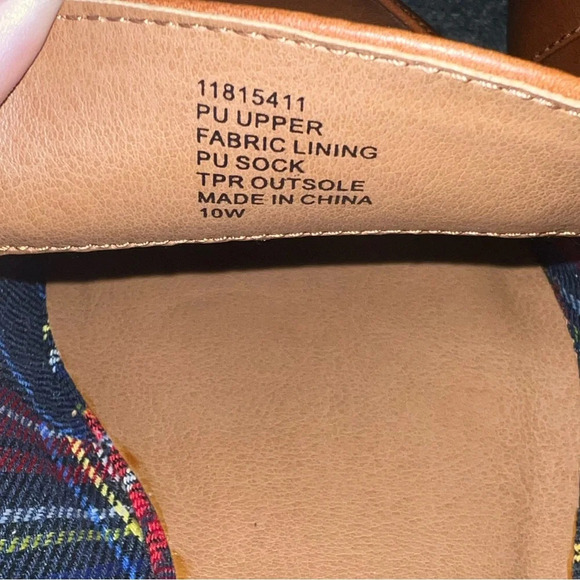 11815411
PU UPPER
FABRIC LINING
PU SOCK
TPR OUTSOLE
MADE IN CHINA
10W